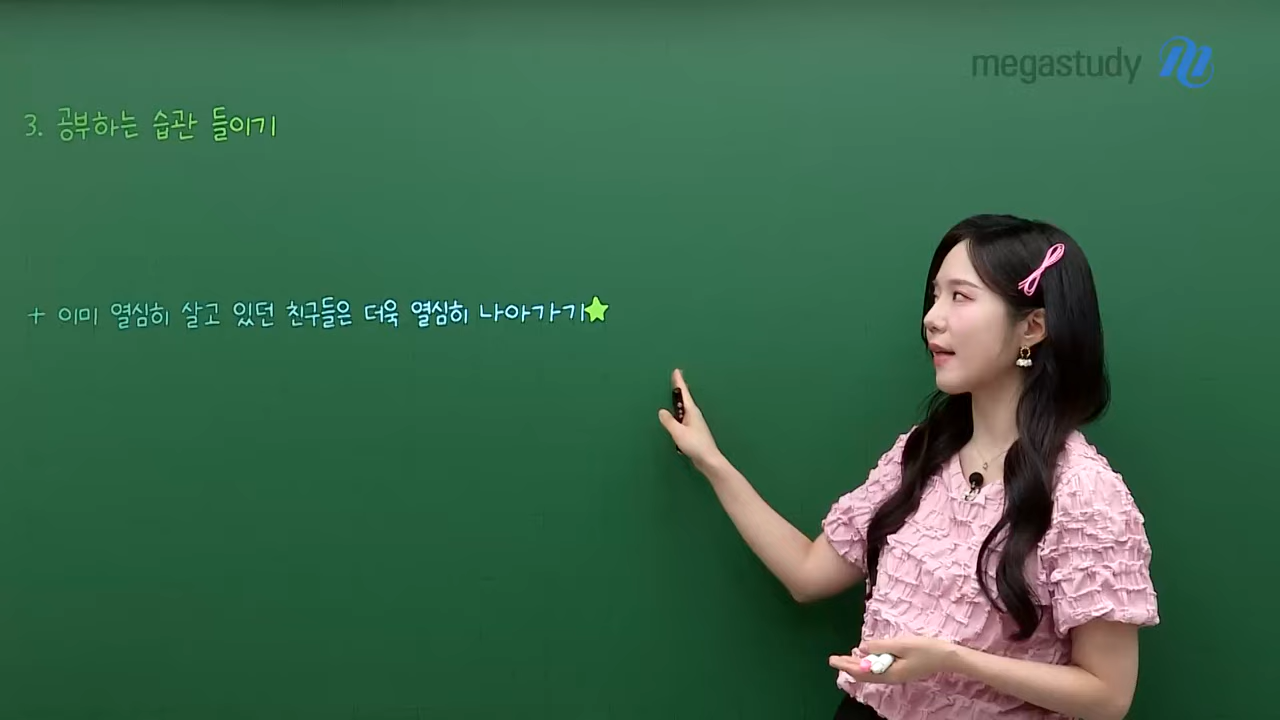 megastudy
3. 공부하는 습관 들이기
+ 이미 열심히 살고 있던 친구들은 더욱 열심히 나아가기